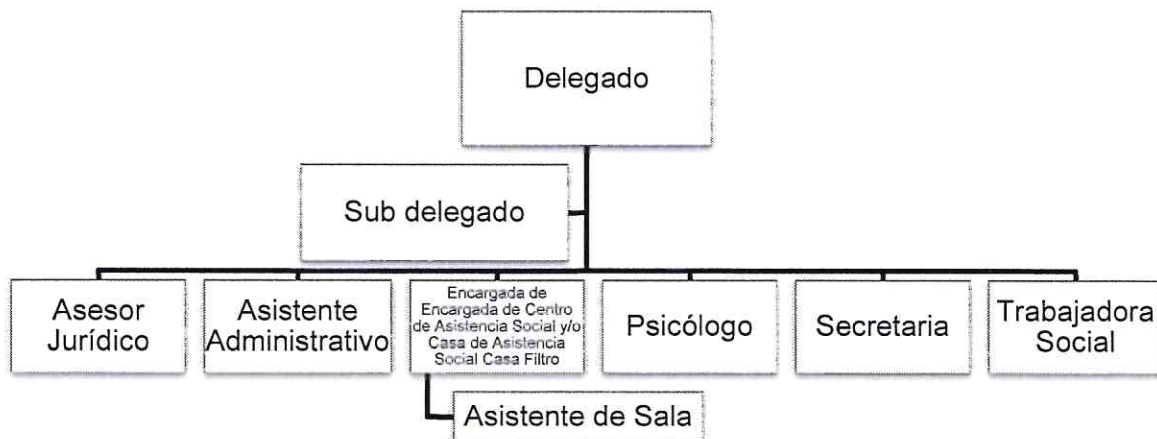 Delegado
Sub delegado
Asesor
Jurídico
Asistente
Administrativo
Encargada de
Encargada de Centro
de Asistencia Social y/o
Casa de Asistencia
Social Casa Filtro
Psicólogo
Secretaria
Trabajadora
Social
Asistente de Sala